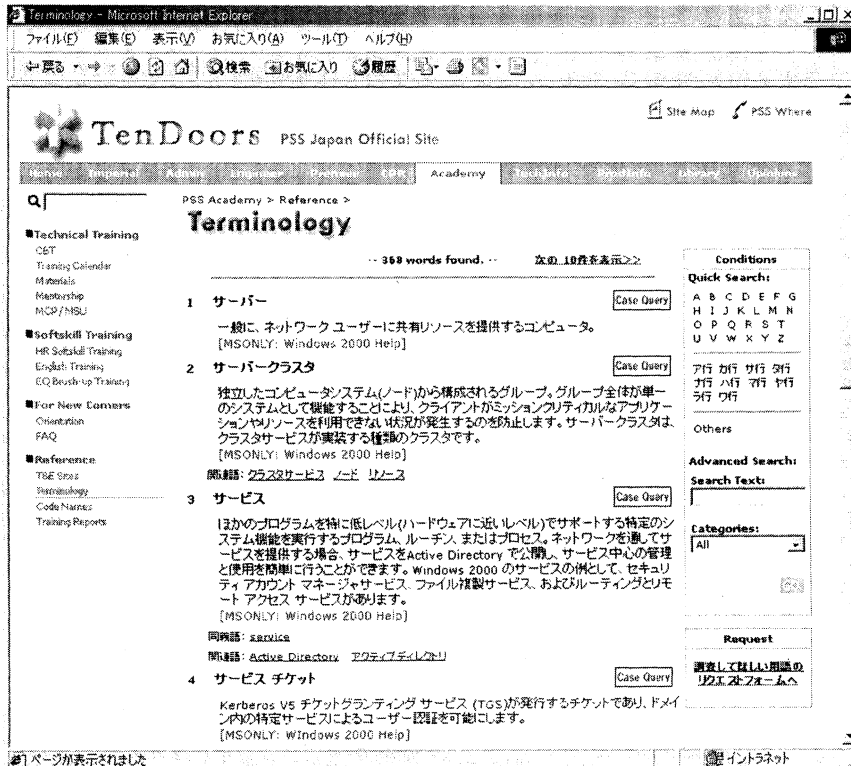 Terminology - Microsoft Internet Explorer
ファイル(F) 編集(E) 表示(V) お気に入り(A) ツール(T) ヘルプ(H)
戻る 検索 お気に入り 履歴
Site Map PSS Where
TenDoors PSS Japan Official Site
Home Imperial Admin Engineer Premier CPR Academy TechInfo ProdInfo Library Opinions
PSS Academy > Reference >
Terminology
■Technical Training
CBT
Training Calendar
Materials
Mentorship
MCP/MSU
■Softskill Training
HR Softskill Training
English Training
EQ Brush-up Training
■For New Comers
Orientation
FAQ
■Reference
T&E Sites
Terminology
Code Names
Training Reports
-- 368 words found. -- 次の 10件を表示>>
1 サーバー Case Query
一般に、ネットワーク ユーザーに共有リソースを提供するコンピュータ。
[MSONLY: Windows 2000 Help]
2 サーバークラスタ Case Query
独立したコンピュータシステム(ノード)から構成されるグループ。グループ全体が単一
のシステムとして機能することにより、クライアントがミッションクリティカルなアプリケー
ションやリソースを利用できない状況が発生するのを防止します。サーバークラスタは、
クラスタサービスが実装する種類のクラスタです。
[MSONLY: Windows 2000 Help]
関連語: クラスタサービス ノード リソース
3 サービス Case Query
ほかのプログラムを特に低レベル(ハードウェアに近いレベル)でサポートする特定のシ
ステム機能を実行するプログラム、ルーチン、またはプロセス。ネットワークを通してサ
ービスを提供する場合、サービスをActive Directory で公開し、サービス中心の管理
と使用を簡単に行うことができます。Windows 2000 のサービスの例として、セキュリ
ティ アカウント マネージャサービス、ファイル複製サービス、およびルーティングとリモ
ート アクセス サービスがあります。
[MSONLY: Windows 2000 Help]
同義語: service
関連語: Active Directory アクティブディレクトリ
4 サービス チケット Case Query
Kerberos V5 チケットグランティング サービス (TGS)が発行するチケットであり、ドメイ
ン内の特定サービスによるユーザー認証を可能にします。
[MSONLY: Windows 2000 Help]
Conditions
Quick Search:
A B C D E F G
H I J K L M N
O P Q R S T
U V W X Y Z
ア行 カ行 サ行 タ行
ナ行 ハ行 マ行 ヤ行
ラ行 ワ行
Others
Advanced Search:
Search Text:
Categories:
All
Go
Request
調査してほしい用語の
リクエストフォームへ
ページが表示されました イントラネット